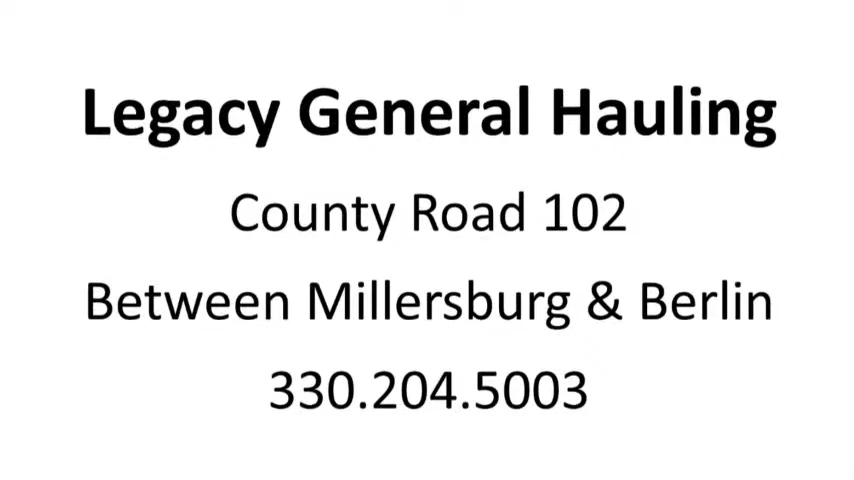 Legacy General Hauling
County Road 102
Between Millersburg & Berlin
330.204.5003